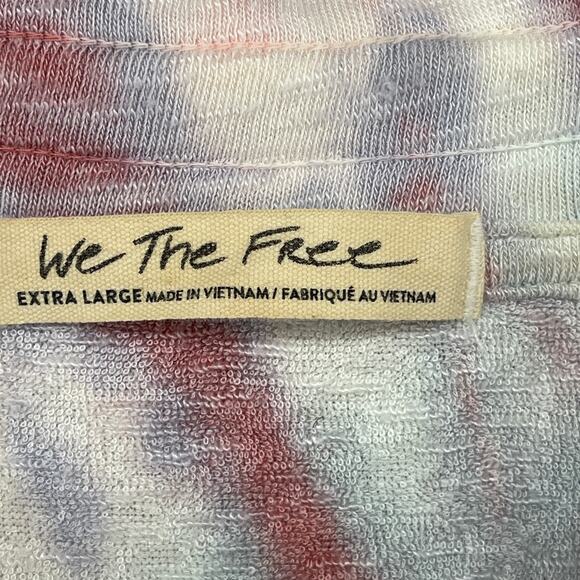 We The Free
EXTRA LARGE MADE IN VIETNAM / FABRIQUÉ AU VIETNAM